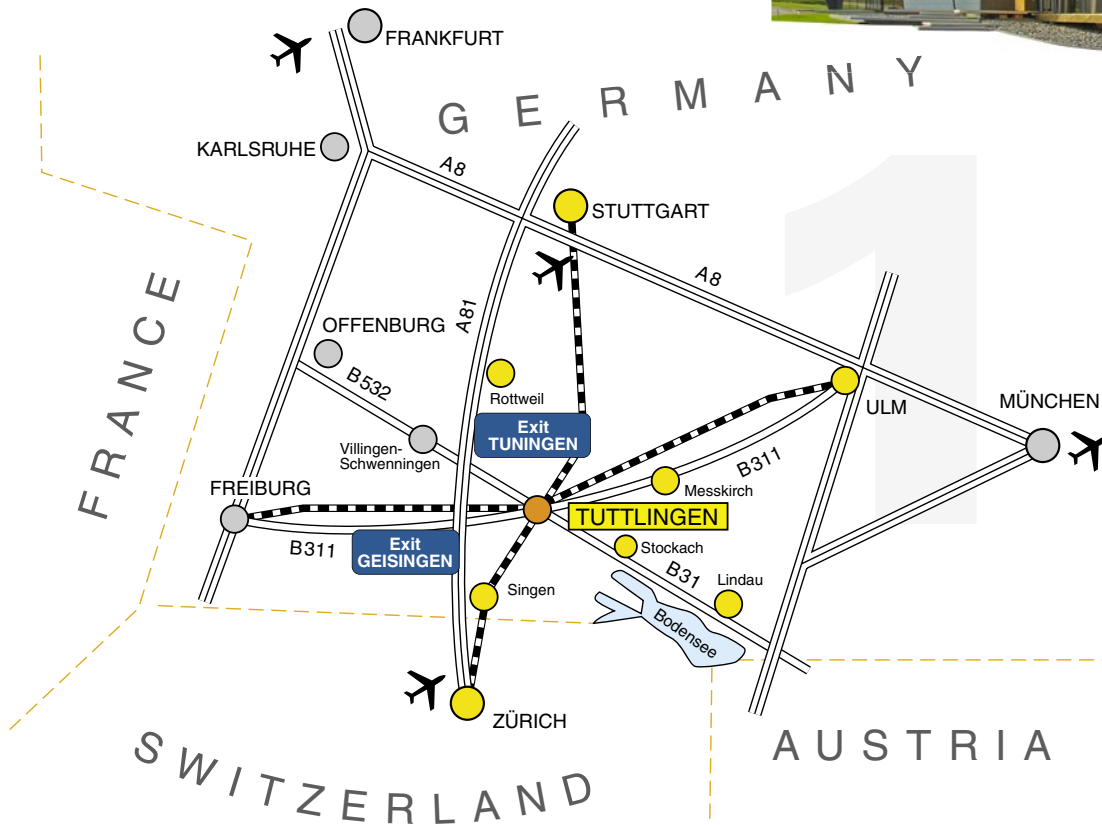 FRANKFURT
GERMANY
KARLSRUHE
A8
STUTTGART
1
A8
FRANCE
A81
OFFENBURG
B532
Rottweil
ULM
MÜNCHEN
Exit
TUNINGEN
Villingen-
Schwenningen
B311
Messkirch
FREIBURG
TUTTLINGEN
B311
Exit
GEISINGEN
Stockach
B31
Singen
Lindau
Bodensee
ZÜRICH
SWITZERLAND
AUSTRIA